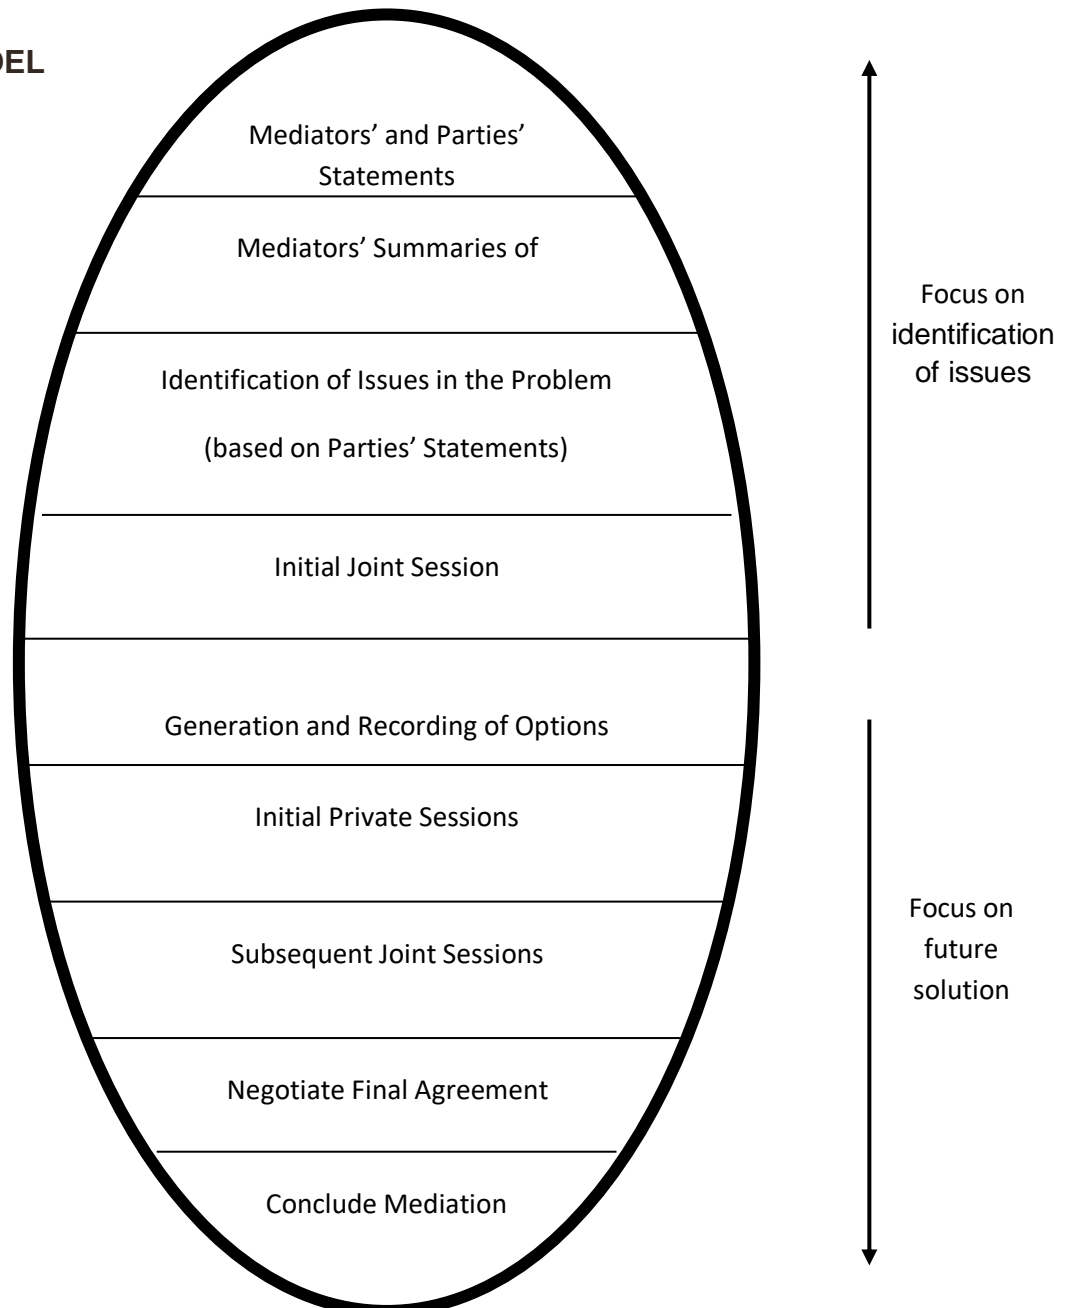 DEL
Mediators’ and Parties’
Statements
Mediators’ Summaries of
Identification of Issues in the Problem
(based on Parties’ Statements)
Initial Joint Session
Generation and Recording of Options
Initial Private Sessions
Subsequent Joint Sessions
Negotiate Final Agreement
Conclude Mediation
Focus on
identification
of issues
Focus on
future
solution